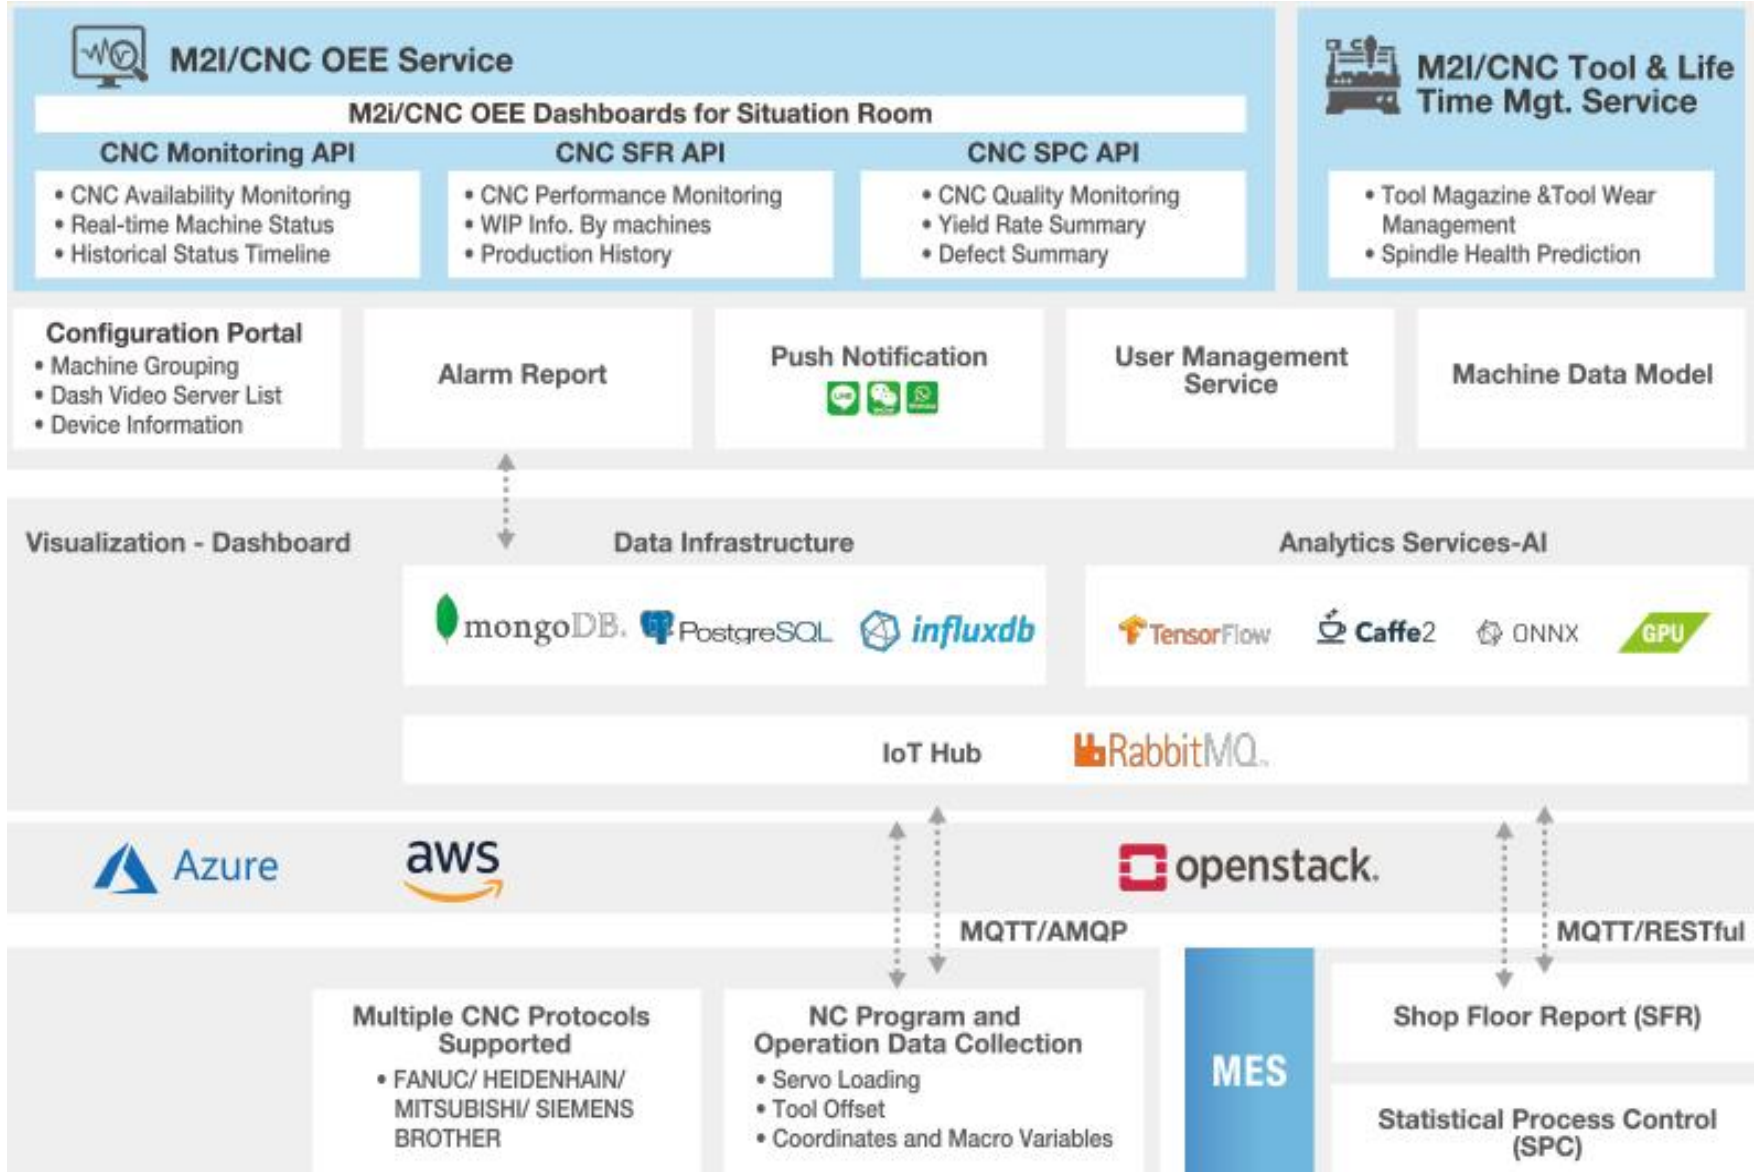 M2I/CNC OEE Service
M2i/CNC OEE Dashboards for Situation Room
CNC Monitoring API
• CNC Availability Monitoring
• Real-time Machine Status
• Historical Status Timeline
CNC SFR API
• CNC Performance Monitoring
• WIP Info. By machines
• Production History
CNC SPC API
• CNC Quality Monitoring
• Yield Rate Summary
• Defect Summary
M2I/CNC Tool & Life
Time Mgt. Service
• Tool Magazine &Tool Wear
Management
• Spindle Health Prediction
Configuration Portal
• Machine Grouping
• Dash Video Server List
• Device Information
Alarm Report
Push Notification
LINE
User Management
Service
Machine Data Model
Visualization - Dashboard
Data Infrastructure
mongoDB.
PostgreSQL
influxdb
Analytics Services-AI
TensorFlow
Caffe2
ONNX
GPU
IoT Hub
RabbitMQ
Azure
aws
openstack.
MQTT/AMQP
MQTT/RESTful
Multiple CNC Protocols
Supported
• FANUC/ HEIDENHAIN/
MITSUBISHI/ SIEMENS
BROTHER
NC Program and
Operation Data Collection
• Servo Loading
• Tool Offset
• Coordinates and Macro Variables
MES
Shop Floor Report (SFR)
Statistical Process Control
(SPC)